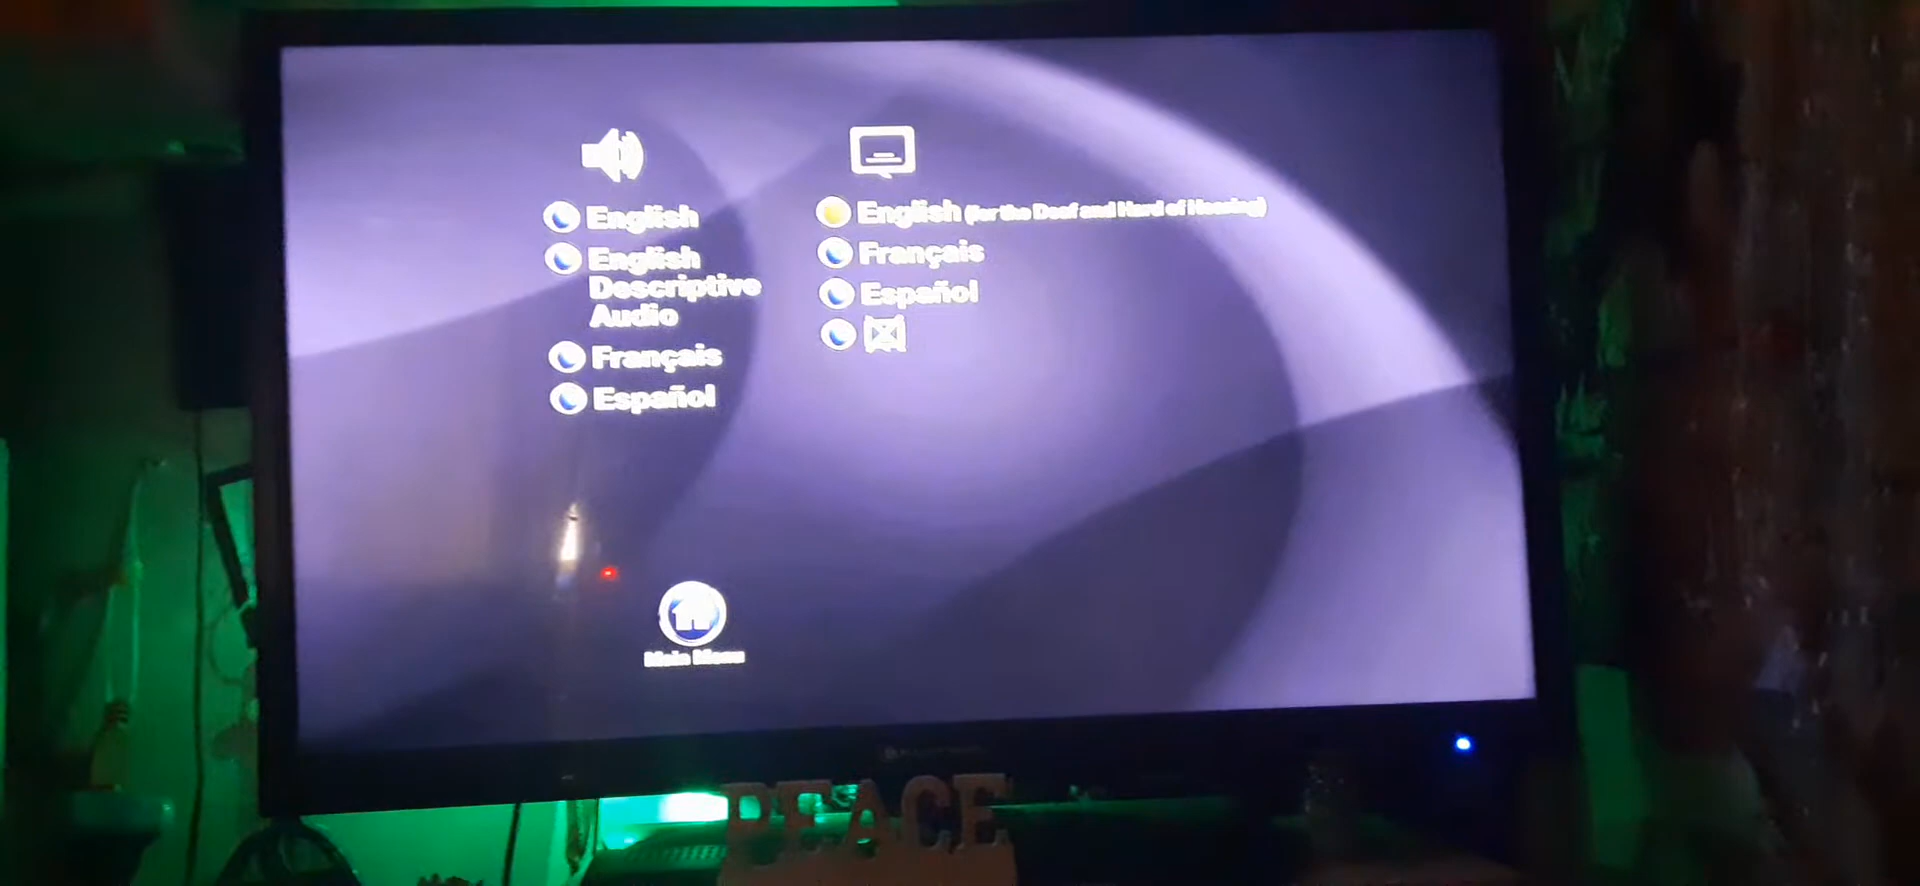 English
English
Descriptive
Audio
Français
Español
English (for the Deaf and Hard of Hearing)
Français
Español
Main Menu
PEACE